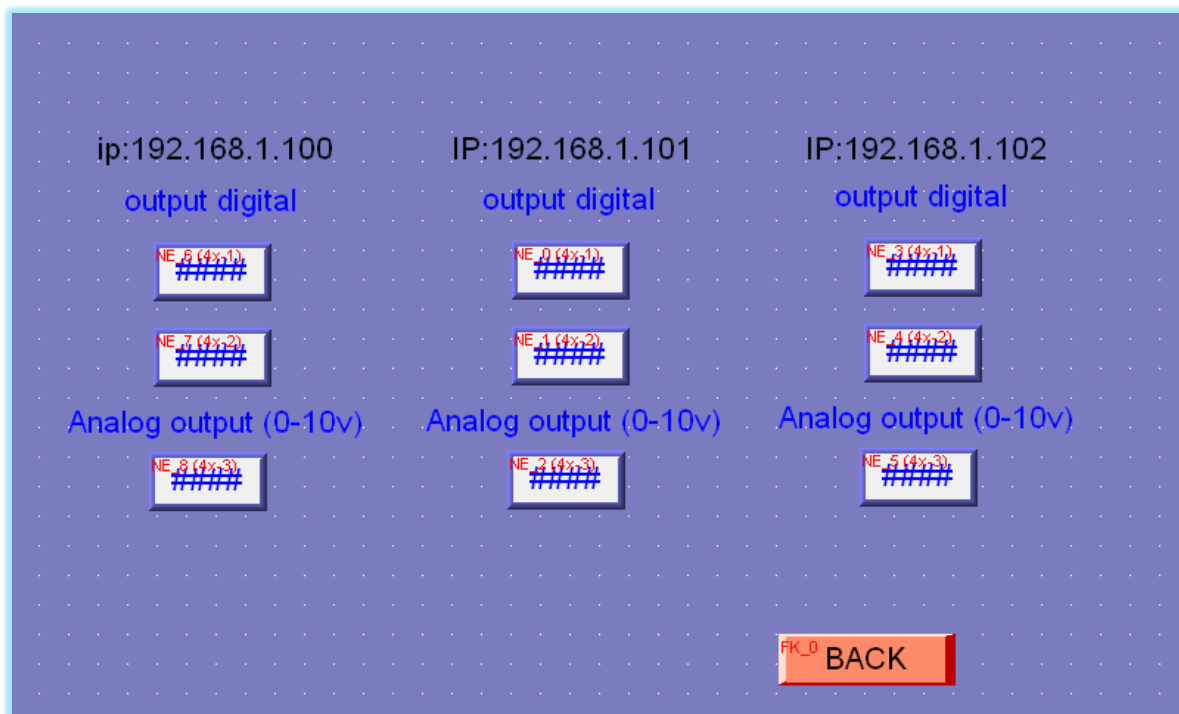 ip:192.168.1.100
output digital
NE_6 (4x-1)
####
NE_7 (4x-2)
####
Analog output (0-10v)
NE_8 (4x-3)
####
IP:192.168.1.101
output digital
NE_0 (4x-1)
####
NE_1 (4x-2)
####
Analog output (0-10v)
NE_2 (4x-3)
####
IP:192.168.1.102
output digital
NE_3 (4x-1)
####
NE_4 (4x-2)
####
Analog output (0-10v)
NE_5 (4x-3)
####
FK_0
BACK